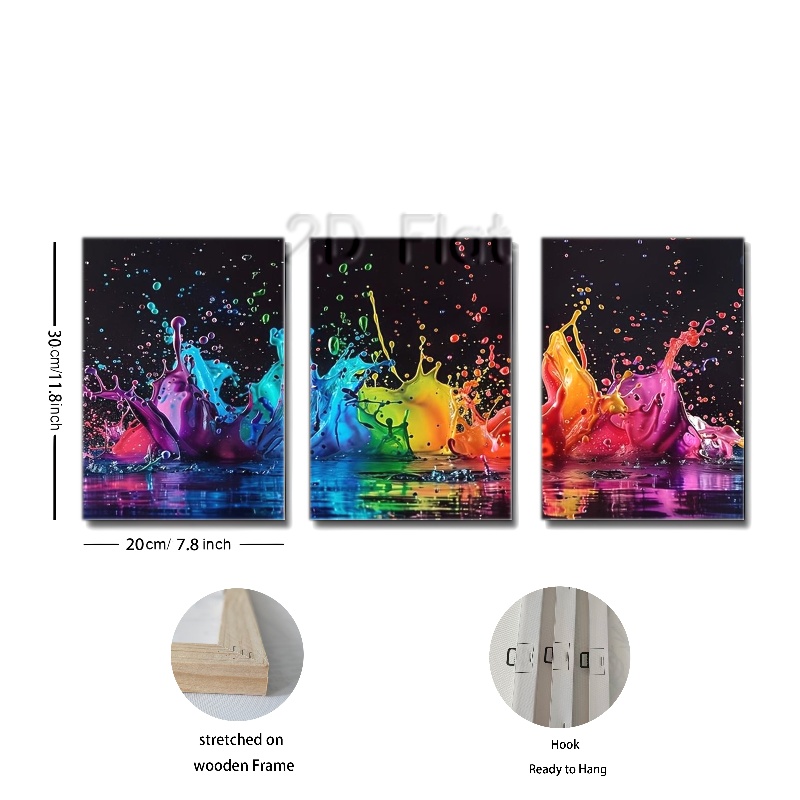 2D Flat
30cm/11.8inch
20cm/ 7.8 inch
stretched on
wooden Frame
Hook
Ready to Hang